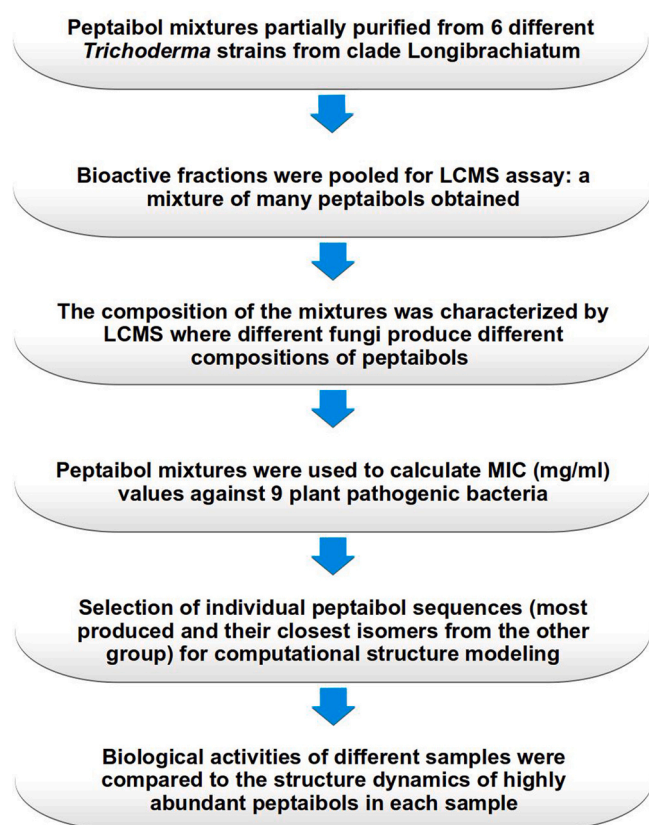 Peptaibol mixtures partially purified from 6 different
Trichoderma strains from clade Longibrachiatum
Bioactive fractions were pooled for LCMS assay: a
mixture of many peptaibols obtained
The composition of the mixtures was characterized by
LCMS where different fungi produce different
compositions of peptaibols
Peptaibol mixtures were used to calculate MIC (mg/ml)
values against 9 plant pathogenic bacteria
Selection of individual peptaibol sequences (most
produced and their closest isomers from the other
group) for computational structure modeling
Biological activities of different samples were
compared to the structure dynamics of highly
abundant peptaibols in each sample